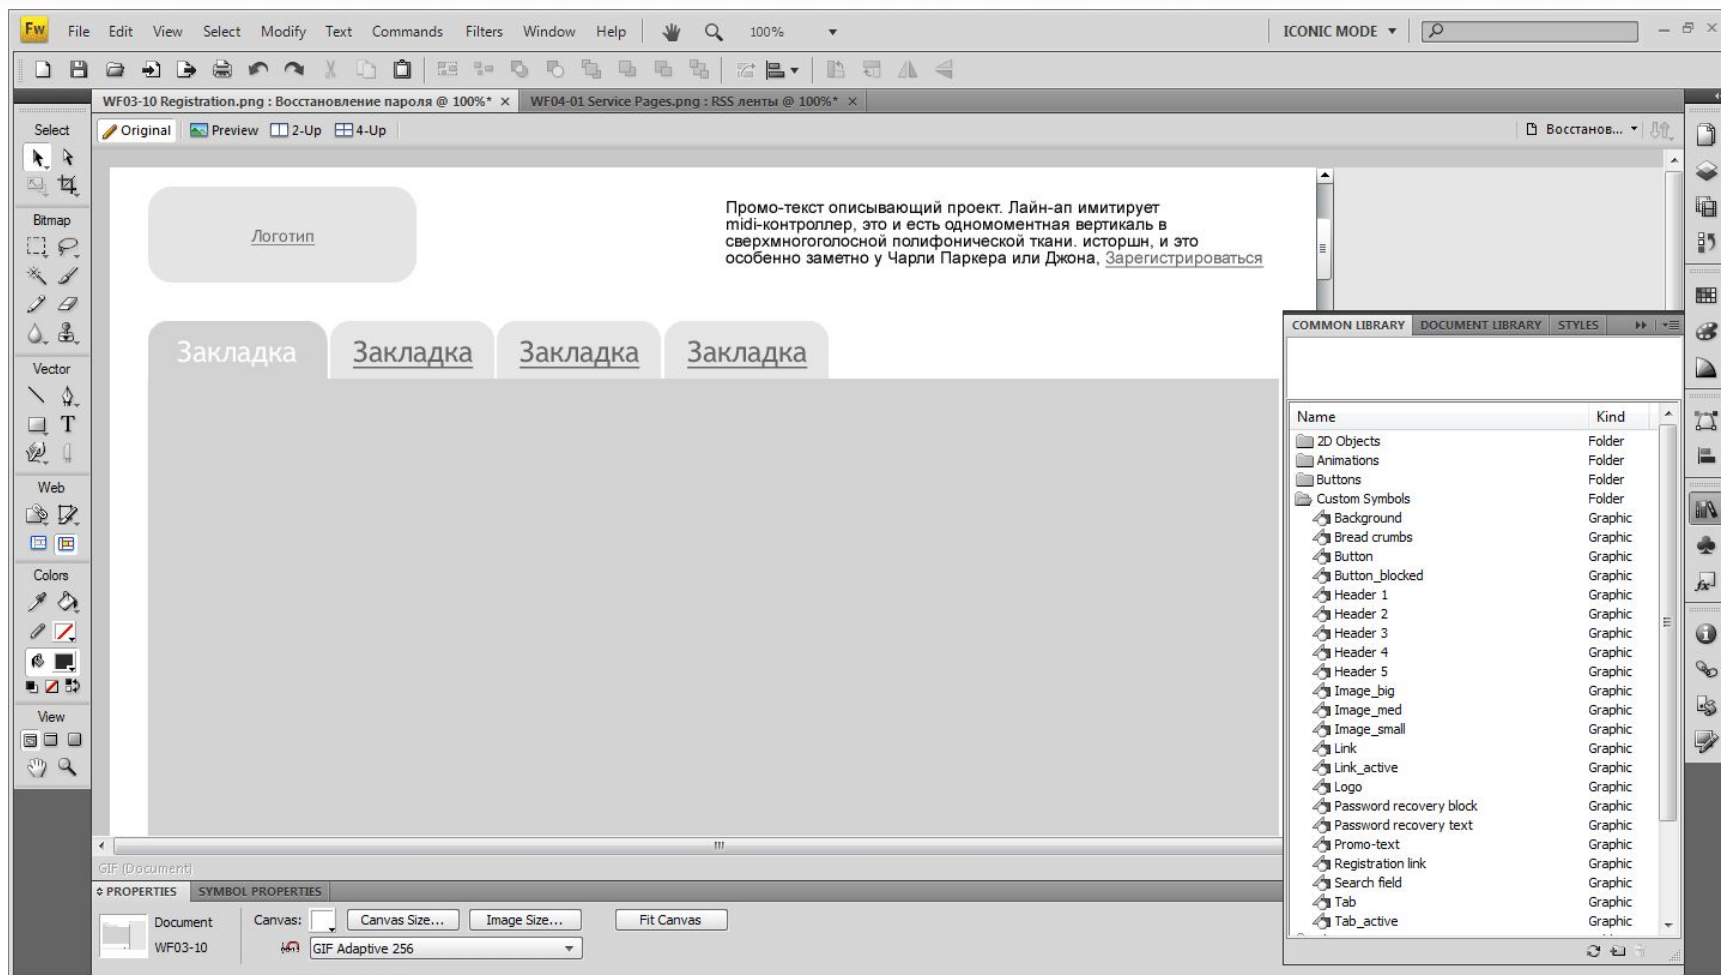 Fw File Edit View Select Modify Text Commands Filters Window Help 100% ICONIC MODE
WF03-10 Registration.png : Восстановление пароля @ 100%* WF04-01 Service Pages.png : RSS ленты @ 100%*
Select
Original Preview 2-Up 4-Up Восстанов...
Bitmap
Vector
Web
Colors
View
Логотип
Промо-текст описывающий проект. Лайн-ап имитирует
midi-контроллер, это и есть одномоментная вертикаль в
сверхмногоголосной полифонической ткани. исторшн, и это
особенно заметно у Чарли Паркера или Джона, Зарегистрироваться
Закладка Закладка Закладка Закладка
COMMON LIBRARY DOCUMENT LIBRARY STYLES
Name Kind
2D Objects Folder
Animations Folder
Buttons Folder
Custom Symbols Folder
Background Graphic
Bread crumbs Graphic
Button Graphic
Button_blocked Graphic
Header 1 Graphic
Header 2 Graphic
Header 3 Graphic
Header 4 Graphic
Header 5 Graphic
Image_big Graphic
Image_med Graphic
Image_small Graphic
Link Graphic
Link_active Graphic
Logo Graphic
Password recovery block Graphic
Password recovery text Graphic
Promo-text Graphic
Registration link Graphic
Search field Graphic
Tab Graphic
Tab_active Graphic
GIF (Document)
PROPERTIES SYMBOL PROPERTIES
Document Canvas: Canvas Size... Image Size... Fit Canvas
WF03-10 GIF Adaptive 256